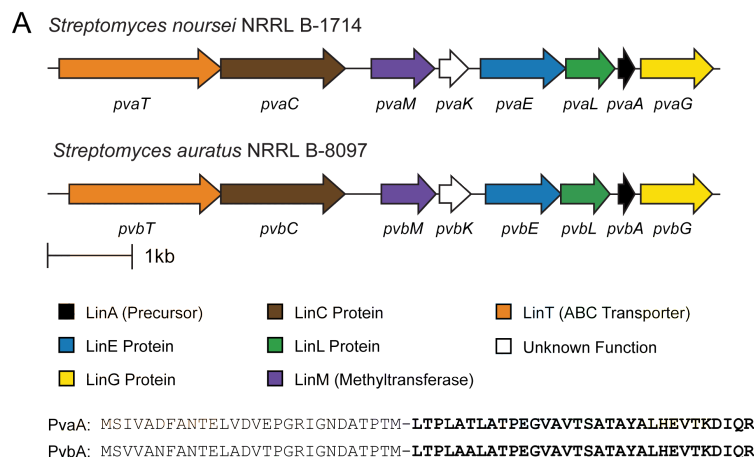 A
Streptomyces noursei NRRL B-1714
pvaT pvaC pvaM pvaK pvaE pvaL pvaA pvaG
Streptomyces auratus NRRL B-8097
pvbT pvbC pvbM pvbK pvbE pvbL pvbA pvbG
1kb
LinA (Precursor) LinC Protein LinT (ABC Transporter)
LinE Protein LinL Protein Unknown Function
LinG Protein LinM (Methyltransferase)
PvaA: MSIVADFANTELVDVEPGRIGNDATPTM-LTPLATLATPEGVAVTSATAYALHEVTKDIQR
PvbA: MSVVANFANTELADVTPGRIGNDATPTM-LTPLAALATPEGVAVTSATAYALHEVTKDIQR